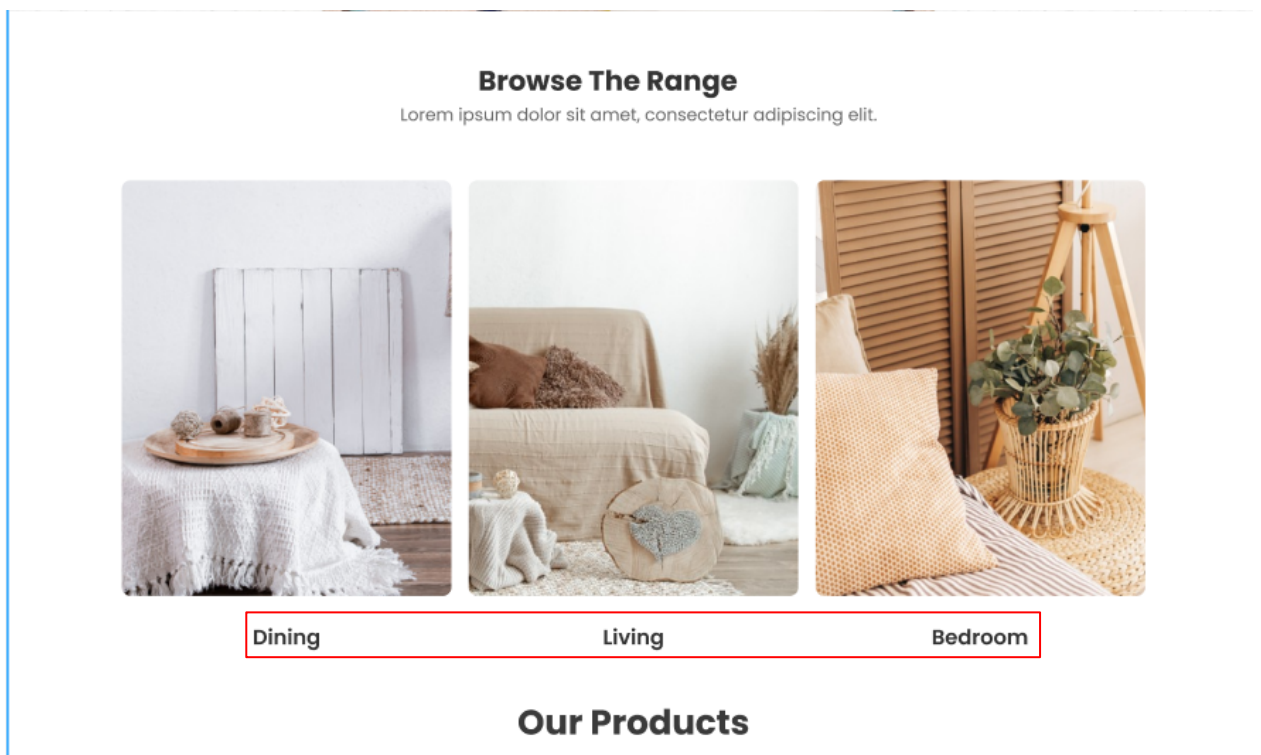 Browse The Range
Lorem ipsum dolor sit amet, consectetur adipiscing elit.
Dining Living Bedroom
Our Products